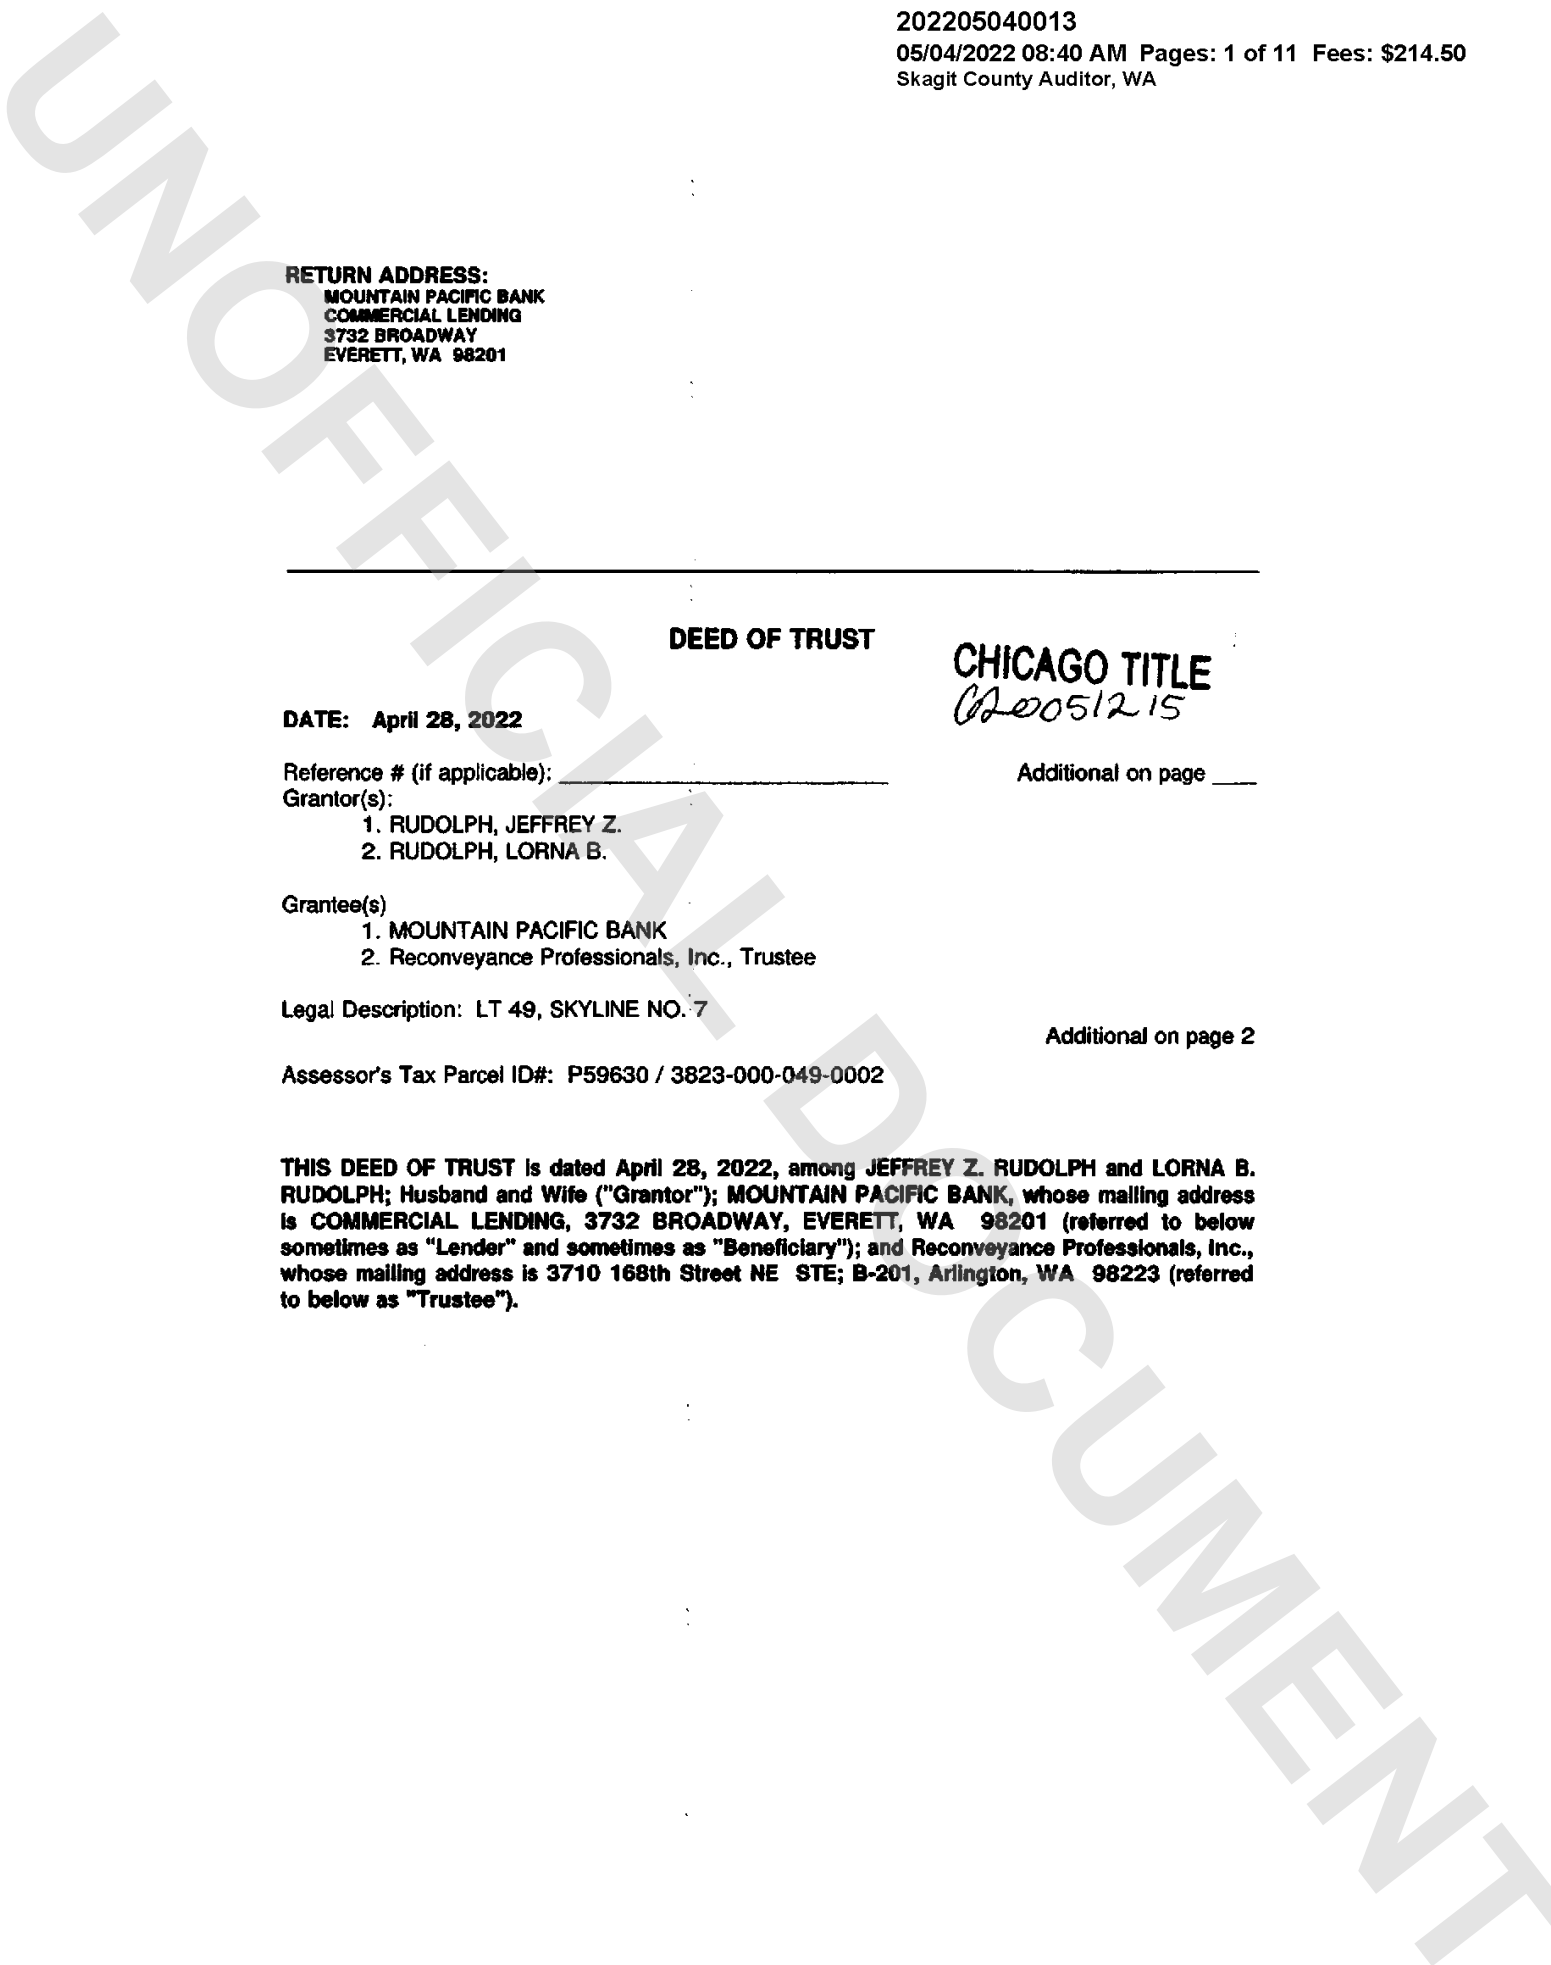 202205040013
05/04/2022 08:40 AM Pages: 1 of 11 Fees: $214.50
Skagit County Auditor, WA
RETURN ADDRESS:
MOUNTAIN PACIFIC BANK
COMMERCIAL LENDING
3732 BROADWAY
EVERETT, WA 98201
DEED OF TRUST
CHICAGO TITLE
DATE: April 28, 2022
Reference # (if applicable): ____ Additional on page ____
Grantor(s):
1. RUDOLPH, JEFFREY Z.
2. RUDOLPH, LORNA B.
Grantee(s)
1. MOUNTAIN PACIFIC BANK
2. Reconveyance Professionals, Inc., Trustee
Legal Description: LT 49, SKYLINE NO. 7
Additional on page 2
Assessor's Tax Parcel ID#: P59630 / 3823-000-049-0002
THIS DEED OF TRUST is dated April 28, 2022, among JEFFREY Z. RUDOLPH and LORNA B.
RUDOLPH; Husband and Wife ("Grantor"); MOUNTAIN PACIFIC BANK, whose mailing address
is COMMERCIAL LENDING, 3732 BROADWAY, EVERETT, WA 98201 (referred to below
sometimes as "Lender" and sometimes as "Beneficiary"); and Reconveyance Professionals, Inc.,
whose mailing address is 3710 168th Street NE STE; B-201, Arlington, WA 98223 (referred
to below as "Trustee").
UNOFFICIAL DOCUMENT